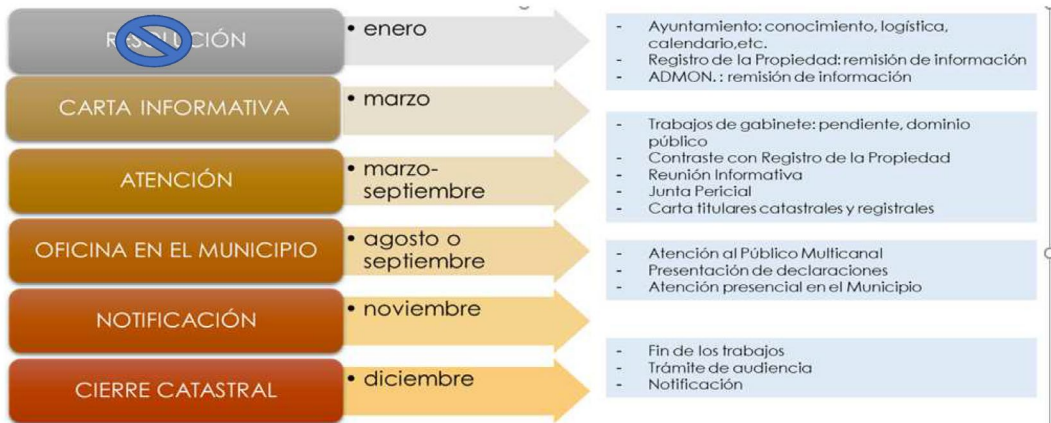 RESOLUCIÓN
• enero
- Ayuntamiento: conocimiento, logística,
calendario,etc.
- Registro de la Propiedad: remisión de información
- ADMON. : remisión de información
CARTA INFORMATIVA
• marzo
- Trabajos de gabinete: pendiente, dominio
público
- Contraste con Registro de la Propiedad
- Reunión Informativa
- Junta Pericial
- Carta titulares catastrales y registrales
ATENCIÓN
• marzo-
septiembre
OFICINA EN EL MUNICIPIO
• agosto o
septiembre
- Atención al Público Multicanal
- Presentación de declaraciones
- Atención presencial en el Municipio
NOTIFICACIÓN
• noviembre
- Fin de los trabajos
- Trámite de audiencia
- Notificación
CIERRE CATASTRAL
• diciembre